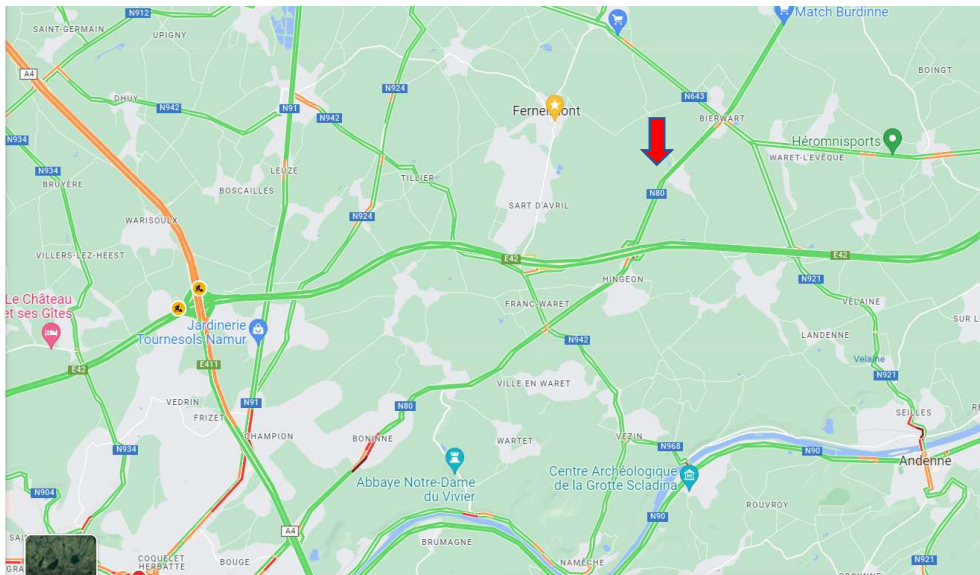 N912
Match Burdinne
SAINT-GERMAIN
UPIGNY
A4
BOINGT
N924
N91
N643
DHUY
N942
Fernelmont
N942
BIERWART
N934
Héromnisports
WARET-L'EVÊQUE
N934
LEUZE
TILLIER
BRUYÈRE
BOSCAILLES
N80
SART D'AVRIL
WARISOULX
N924
VILLERS-LEZ-HEEST
E42
E42
HINGEON
N921
Le Château
et ses Gîtes
FRANC-WARET
VELAINE
Jardinerie
Tournesols Namur
SUR L
N942
LANDENNE
Velaine
E411
E42
N921
VILLE EN WARET
VEDRIN
N91
N80
FRIZET
SEILLES
RE
CHAMPION
BONINNE
WARTET
VEZIN
N968
N934
N90
Andenne
Abbaye Notre-Dame
du Vivier
Centre Archéologique
de la Grotte Scladina
N904
ROUVROY
N90
A4
BRUMAGNE
COQUELET
HERBATTE
BOUGE
NAMÊCHE
N921